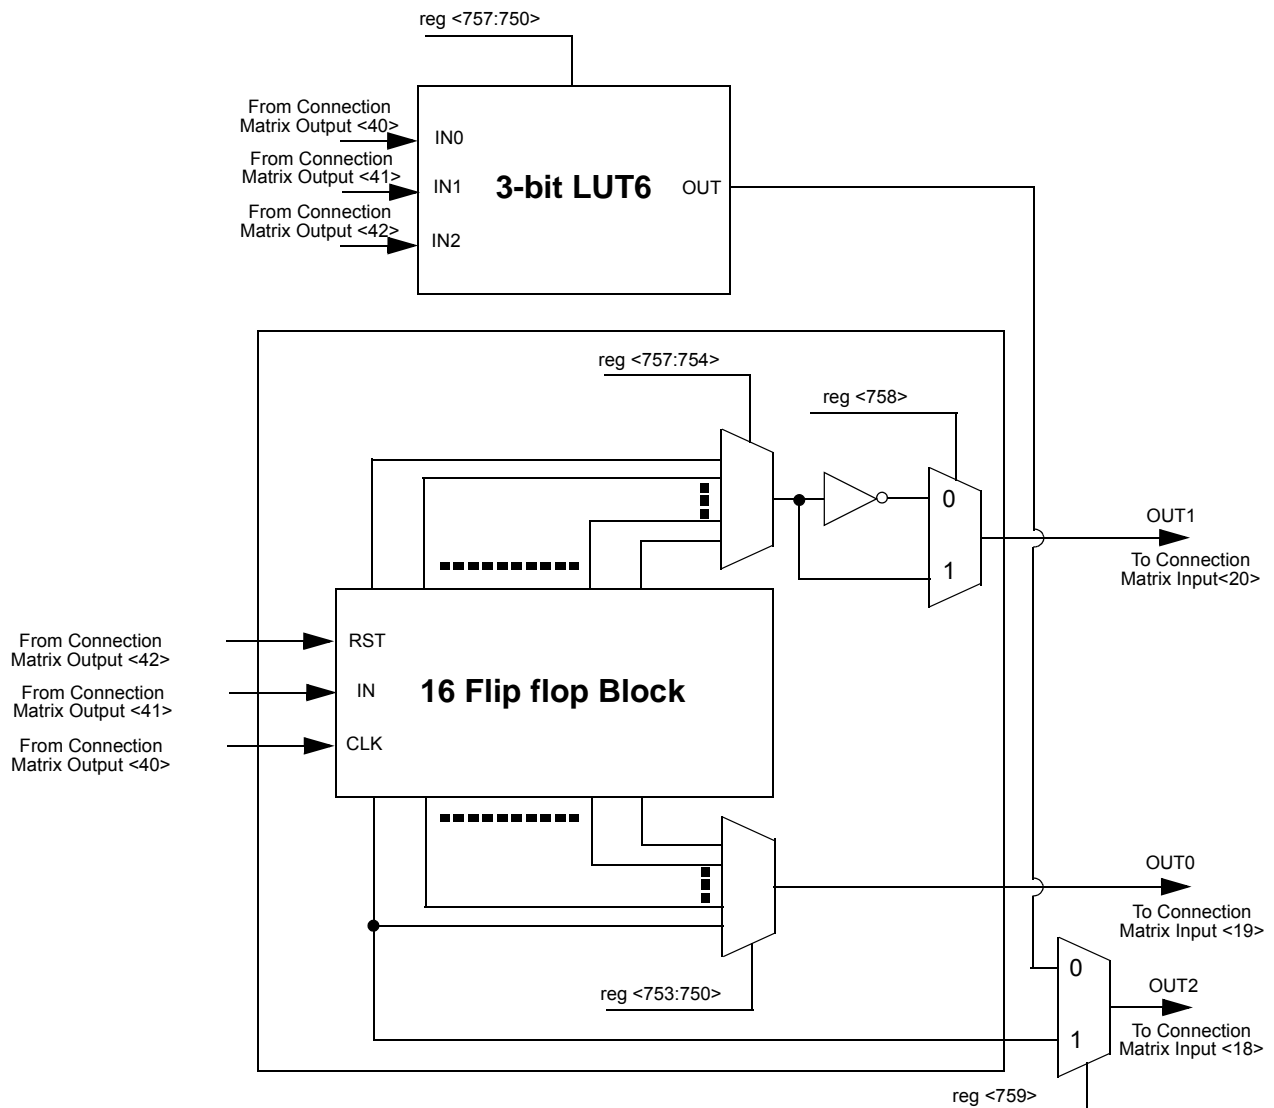 reg <757:750>
From Connection
Matrix Output <40>
IN0
From Connection
Matrix Output <41>
IN1
3-bit LUT6
OUT
From Connection
Matrix Output <42>
IN2
reg <757:754>
reg <758>
0
OUT1
To Connection
Matrix Input<20>
1
From Connection
Matrix Output <42>
RST
From Connection
Matrix Output <41>
IN
16 Flip flop Block
From Connection
Matrix Output <40>
CLK
OUT0
To Connection
Matrix Input <19>
0
reg <753:750>
OUT2
To Connection
Matrix Input <18>
1
reg <759>